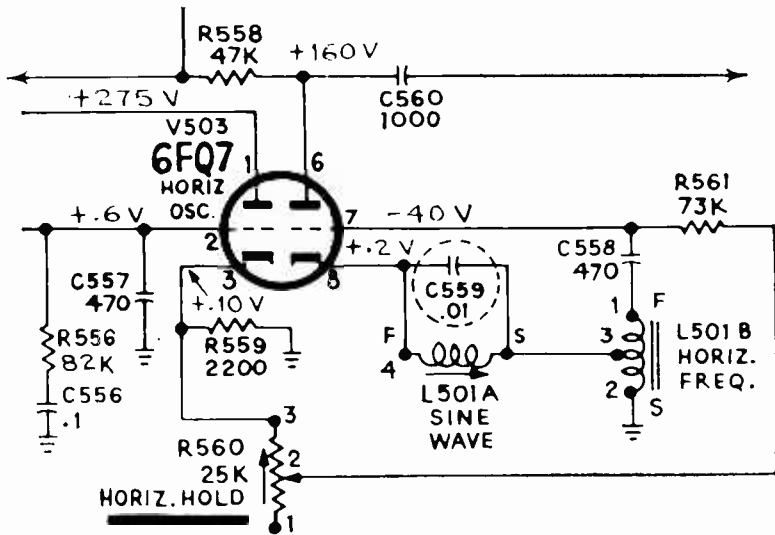 R558
47K
+160V
C560
1000
+275V
V503
6FQ7
HORIZ
OSC.
1
6
+.6V
2
7
-40V
R561
73K
3
8
+.2V
C557
470
+.10V
C559
.01
C558
470
R556
82K
R559
2200
F
4
S
1
F
3
2
S
L501B
HORIZ.
FREQ.
C556
.1
L501A
SINE
WAVE
R560
25K
HORIZ. HOLD
3
2
1